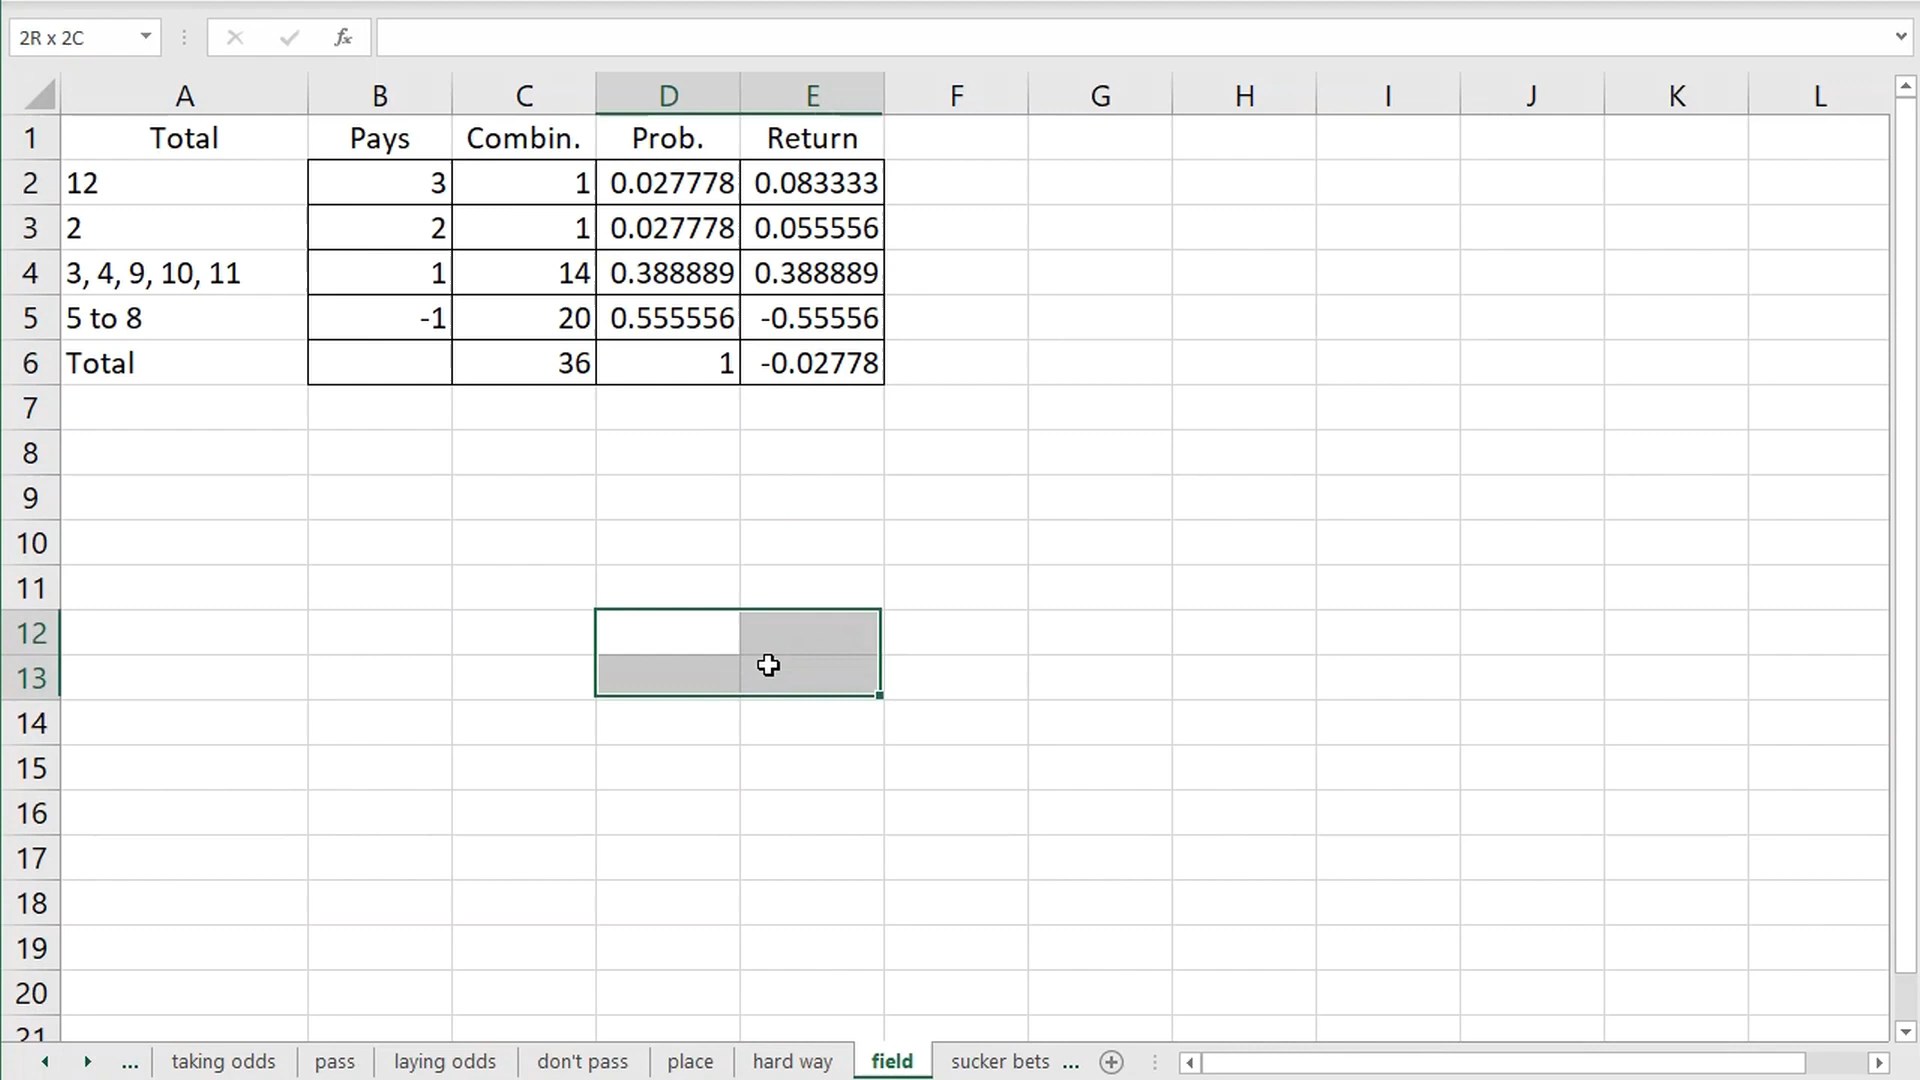 2R x 2C
fx
A B C D E F G H I J K L
1 Total Pays Combin. Prob. Return
2 12 3 1 0.027778 0.083333
3 2 2 1 0.027778 0.055556
4 3, 4, 9, 10, 11 1 14 0.388889 0.388889
5 5 to 8 -1 20 0.555556 -0.55556
6 Total 36 1 -0.02778
7
8
9
10
11
12
13
14
15
16
17
18
19
20
21
... taking odds pass laying odds don't pass place hard way field sucker bets ...